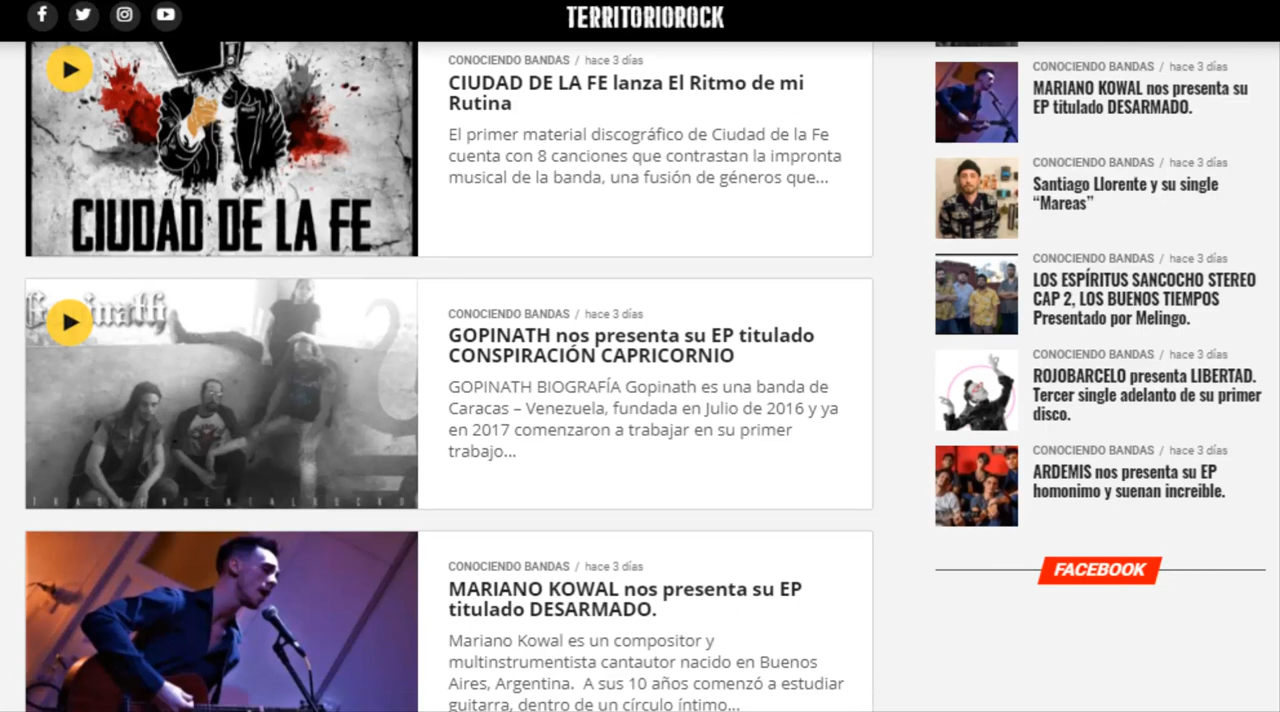 TERRITORIOROCK
CIUDAD DE LA FE
CONOCIENDO BANDAS / hace 3 días
CIUDAD DE LA FE lanza El Ritmo de mi
Rutina
El primer material discográfico de Ciudad de la Fe
cuenta con 8 canciones que contrastan la impronta
musical de la banda, una fusión de géneros que...
Gopinath
TRASCENDENTALROCKO
CONOCIENDO BANDAS / hace 3 días
GOPINATH nos presenta su EP titulado
CONSPIRACIÓN CAPRICORNIO
GOPINATH BIOGRAFÍA Gopinath es una banda de
Caracas – Venezuela, fundada en Julio de 2016 y ya
en 2017 comenzaron a trabajar en su primer
trabajo...
CONOCIENDO BANDAS / hace 3 días
MARIANO KOWAL nos presenta su EP
titulado DESARMADO.
Mariano Kowal es un compositor y
multinstrumentista cantautor nacido en Buenos
Aires, Argentina. A sus 10 años comenzó a estudiar
guitarra, dentro de un círculo íntimo...
CONOCIENDO BANDAS / hace 3 días
MARIANO KOWAL nos presenta su
EP titulado DESARMADO.
CONOCIENDO BANDAS / hace 3 días
Santiago Llorente y su single
“Mareas”
CONOCIENDO BANDAS / hace 3 días
LOS ESPÍRITUS SANCOCHO STEREO
CAP 2, LOS BUENOS TIEMPOS
Presentado por Melingo.
CONOCIENDO BANDAS / hace 3 días
ROJOBARCELO presenta LIBERTAD.
Tercer single adelanto de su primer
disco.
CONOCIENDO BANDAS / hace 3 días
ARDEMIS nos presenta su EP
homonimo y suenan increible.
FACEBOOK